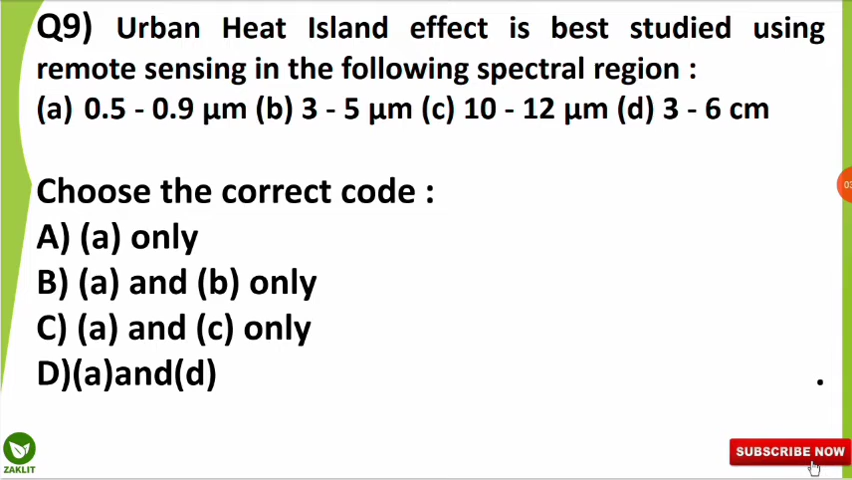 Q9) Urban Heat Island effect is best studied using
remote sensing in the following spectral region :
(a) 0.5 - 0.9 µm (b) 3 - 5 µm (c) 10 - 12 µm (d) 3 - 6 cm
Choose the correct code :
A) (a) only
B) (a) and (b) only
C) (a) and (c) only
D)(a)and(d)
.
ZAKLIT
SUBSCRIBE NOW